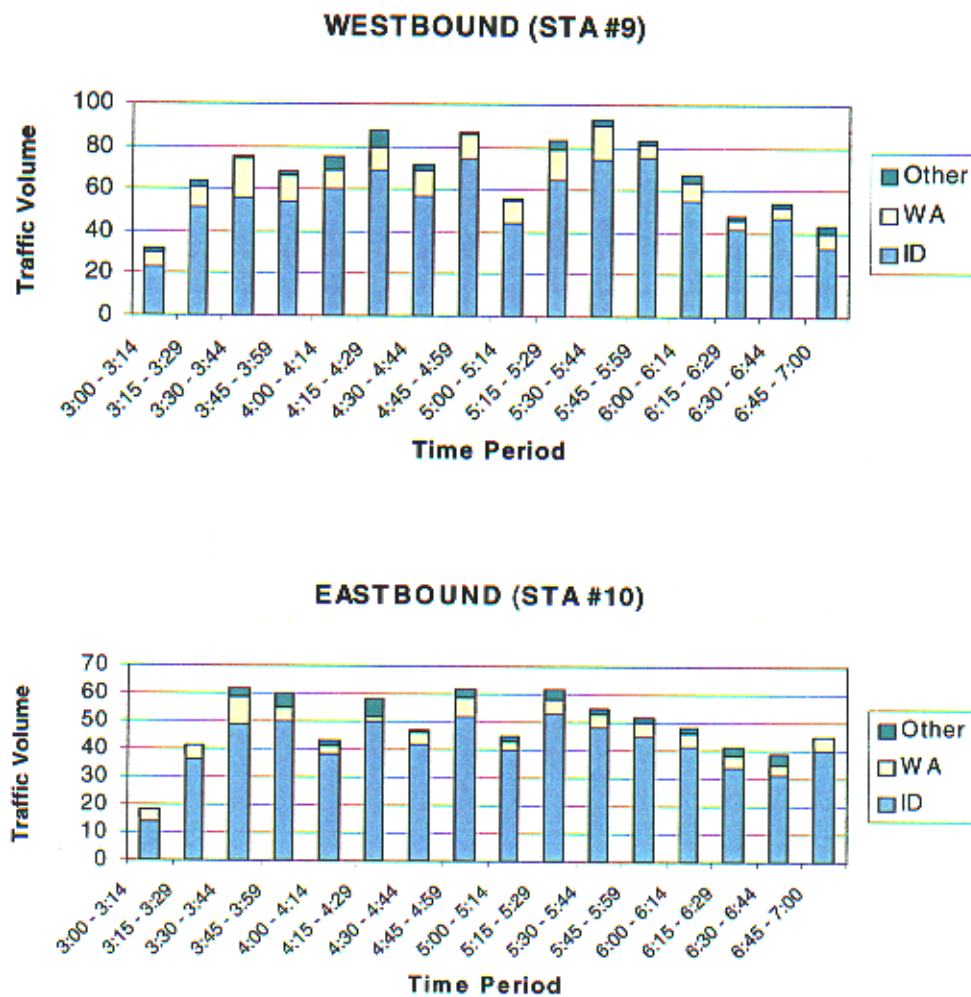 WESTBOUND (STA #9)
100
80
60
40
20
0
Traffic Volume
3:00 - 3:14
3:15 - 3:29
3:30 - 3:44
3:45 - 3:59
4:00 - 4:14
4:15 - 4:29
4:30 - 4:44
4:45 - 4:59
5:00 - 5:14
5:15 - 5:29
5:30 - 5:44
5:45 - 5:59
6:00 - 6:14
6:15 - 6:29
6:30 - 6:44
6:45 - 7:00
Time Period
Other
WA
ID
EASTBOUND (STA #10)
70
60
50
40
30
20
10
0
Traffic Volume
3:00 - 3:14
3:15 - 3:29
3:30 - 3:44
3:45 - 3:59
4:00 - 4:14
4:15 - 4:29
4:30 - 4:44
4:45 - 4:59
5:00 - 5:14
5:15 - 5:29
5:30 - 5:44
5:45 - 5:59
6:00 - 6:14
6:15 - 6:29
6:30 - 6:44
6:45 - 7:00
Time Period
Other
WA
ID